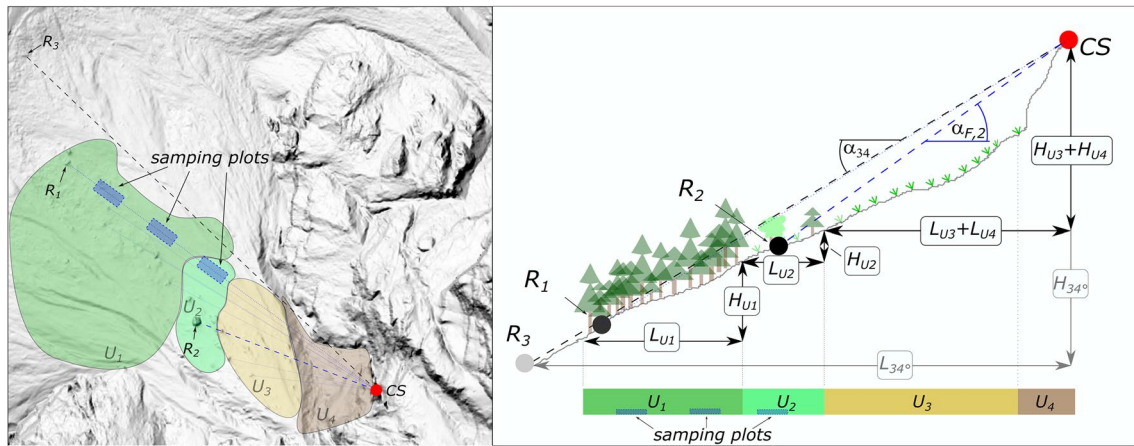 R3
samping plots
R1
U2
R2
U1
U3
U4
CS
CS
αF,2
α34
HU3+HU4
R2
LU3+LU4
LU2
HU2
R1
HU1
H34°
R3
LU1
L34°
U1
U2
U3
U4
samping plots